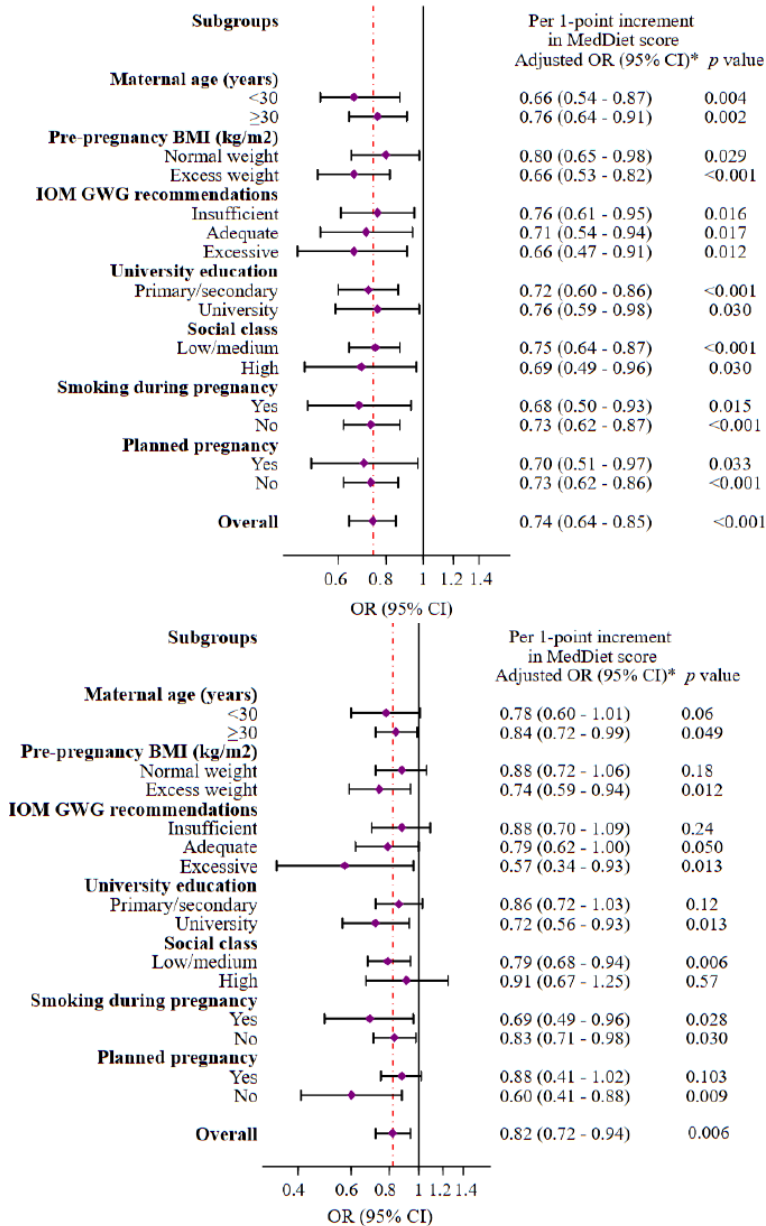 Subgroups Per 1-point increment
in MedDiet score
Adjusted OR (95% CI)* p value
Maternal age (years)
<30 0.66 (0.54 - 0.87) 0.004
≥30 0.76 (0.64 - 0.91) 0.002
Pre-pregnancy BMI (kg/m2)
Normal weight 0.80 (0.65 - 0.98) 0.029
Excess weight 0.66 (0.53 - 0.82) <0.001
IOM GWG recommendations
Insufficient 0.76 (0.61 - 0.95) 0.016
Adequate 0.71 (0.54 - 0.94) 0.017
Excessive 0.66 (0.47 - 0.91) 0.012
University education
Primary/secondary 0.72 (0.60 - 0.86) <0.001
University 0.76 (0.59 - 0.98) 0.030
Social class
Low/medium 0.75 (0.64 - 0.87) <0.001
High 0.69 (0.49 - 0.96) 0.030
Smoking during pregnancy
Yes 0.68 (0.50 - 0.93) 0.015
No 0.73 (0.62 - 0.87) <0.001
Planned pregnancy
Yes 0.70 (0.51 - 0.97) 0.033
No 0.73 (0.62 - 0.86) <0.001
Overall 0.74 (0.64 - 0.85) <0.001
0.6 0.8 1 1.2 1.4
OR (95% CI)
Subgroups Per 1-point increment
in MedDiet score
Adjusted OR (95% CI)* p value
Maternal age (years)
<30 0.78 (0.60 - 1.01) 0.06
≥30 0.84 (0.72 - 0.99) 0.049
Pre-pregnancy BMI (kg/m2)
Normal weight 0.88 (0.72 - 1.06) 0.18
Excess weight 0.74 (0.59 - 0.94) 0.012
IOM GWG recommendations
Insufficient 0.88 (0.70 - 1.09) 0.24
Adequate 0.79 (0.62 - 1.00) 0.050
Excessive 0.57 (0.34 - 0.93) 0.013
University education
Primary/secondary 0.86 (0.72 - 1.03) 0.12
University 0.72 (0.56 - 0.93) 0.013
Social class
Low/medium 0.79 (0.68 - 0.94) 0.006
High 0.91 (0.67 - 1.25) 0.57
Smoking during pregnancy
Yes 0.69 (0.49 - 0.96) 0.028
No 0.83 (0.71 - 0.98) 0.030
Planned pregnancy
Yes 0.88 (0.41 - 1.02) 0.103
No 0.60 (0.41 - 0.88) 0.009
Overall 0.82 (0.72 - 0.94) 0.006
0.4 0.6 0.8 1 1.2 1.4
OR (95% CI)